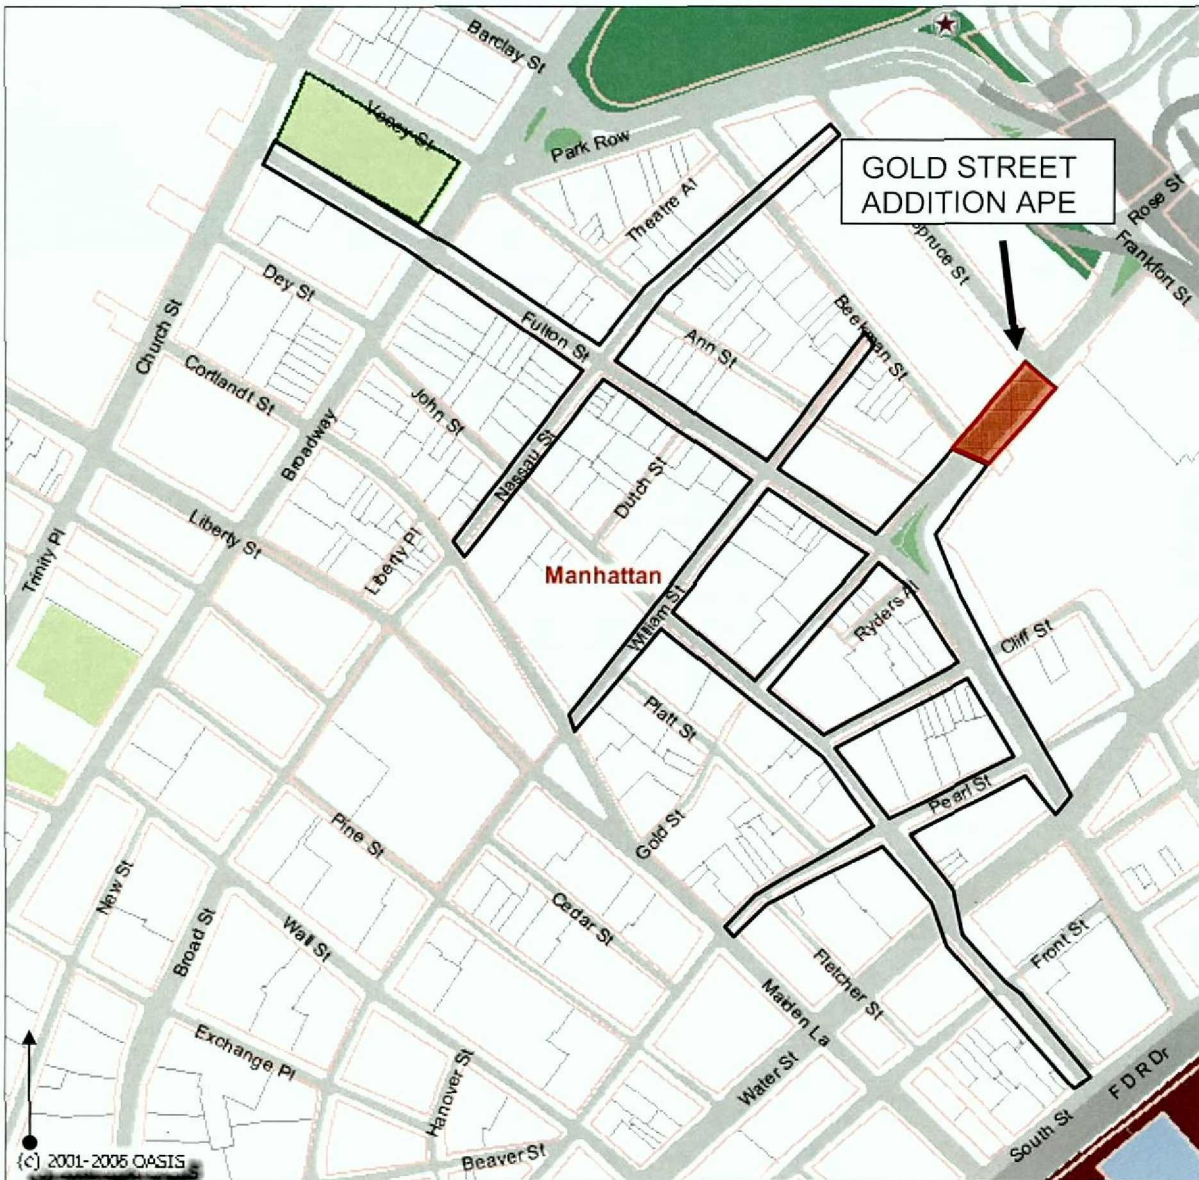 Barclay St
Vesey St
Park Row
GOLD STREET
ADDITION APE
Rose St
Frankfort St
Spruce St
Theatre Al
Dey St
Fulton St
Ann St
Beekman St
Church St
Cortlandt St
John St
Broadway
Nassau St
Dutch St
Liberty St
Liberty Pl
Trinity Pl
Manhattan
William St
Ryders Al
Cliff St
Platt St
Pearl St
Gold St
Pine St
New St
Broad St
Wall St
Cedar St
Fletcher St
Front St
Maiden La
Exchange Pl
Hanover St
Water St
Beaver St
South St
F D R Dr
(c) 2001-2006 OASIS